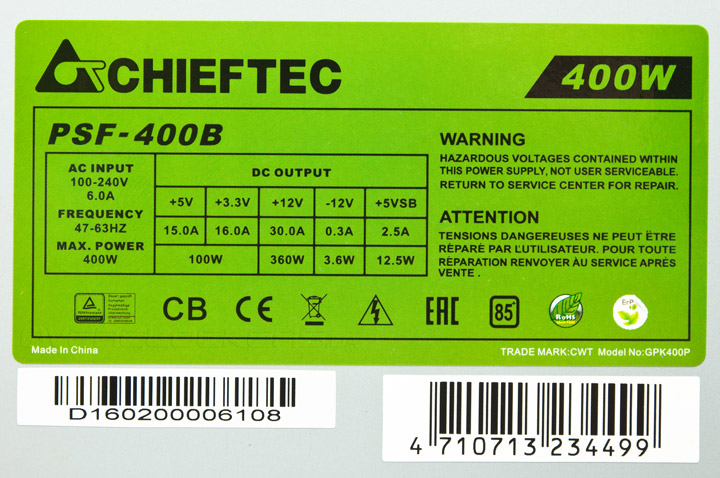 CHIEFTEC
400W
PSF-400B
AC INPUT
100-240V
6.0A
FREQUENCY
47-63HZ
MAX. POWER
400W
DC OUTPUT
+5V +3.3V +12V -12V +5VSB
15.0A 16.0A 30.0A 0.3A 2.5A
100W 360W 3.6W 12.5W
WARNING
HAZARDOUS VOLTAGES CONTAINED WITHIN
THIS POWER SUPPLY, NOT USER SERVICEABLE.
RETURN TO SERVICE CENTER FOR REPAIR.
ATTENTION
TENSIONS DANGEREUSES NE PEUT ËTRE
RÉPARÉ PAR L'UTILISATEUR. POUR TOUTE
RÉPARATION RENVOYER ÀU SERVICE APRÈS
VENTE .
CB CE EAC 85+ RoHS ErP
Made In China
TRADE MARK:CWT Model No:GPK400P
D160200006108
4 710713 234499